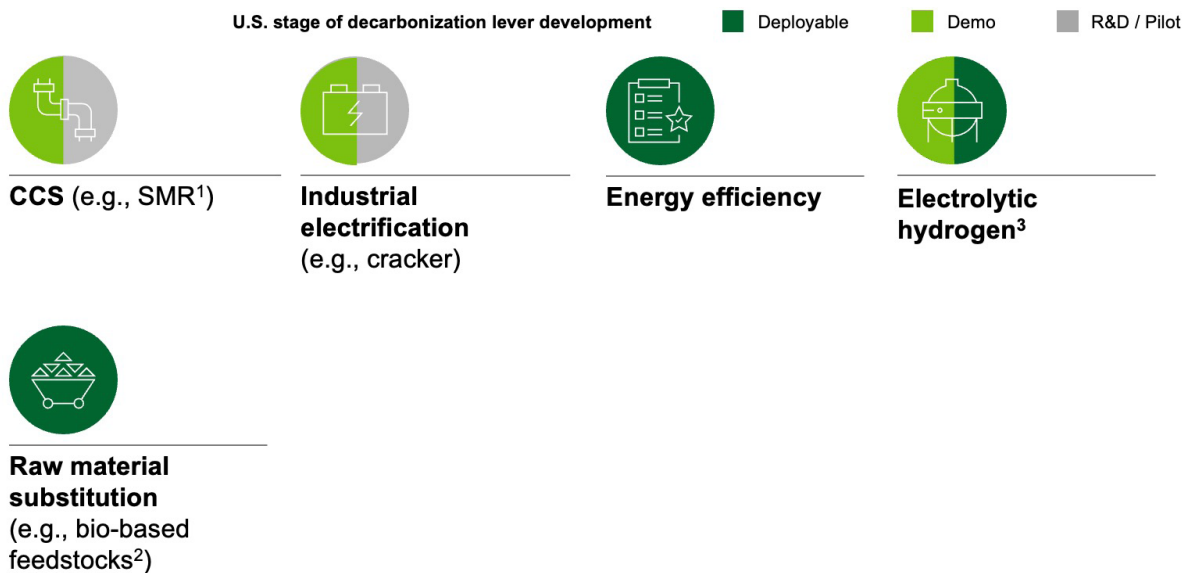 U.S. stage of decarbonization lever development
Deployable
Demo
R&D / Pilot
CCS (e.g., SMR¹)
Industrial
electrification
(e.g., cracker)
Energy efficiency
Electrolytic
hydrogen³
Raw material
substitution
(e.g., bio-based
feedstocks²)